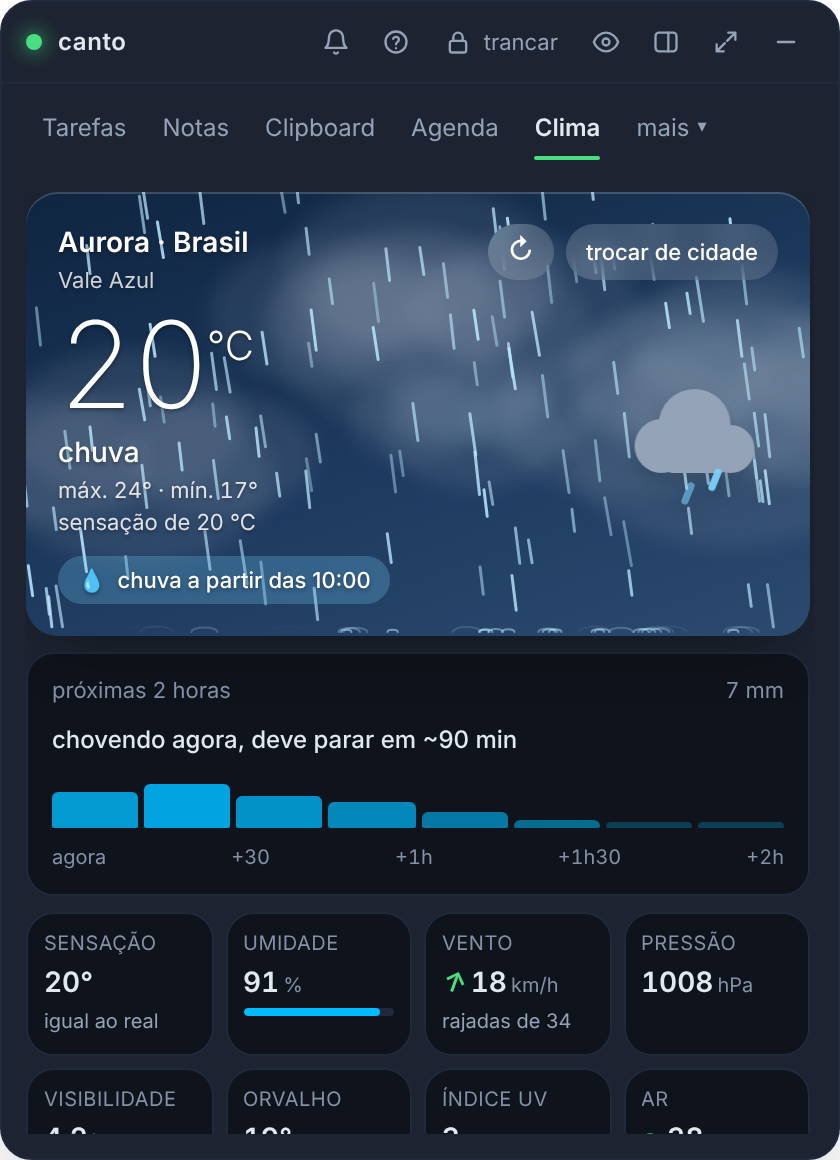 canto
trancar
Tarefas Notas Clipboard Agenda Clima mais ▾
Aurora · Brasil
trocar de cidade
Vale Azul
20 °C
chuva
máx. 24° · mín. 17°
sensação de 20 °C
chuva a partir das 10:00
próximas 2 horas 7 mm
chovendo agora, deve parar em ~90 min
agora +30 +1h +1h30 +2h
SENSAÇÃO UMIDADE VENTO PRESSÃO
20° 91 % 18 km/h 1008 hPa
igual ao real rajadas de 34
VISIBILIDADE ORVALHO ÍNDICE UV AR